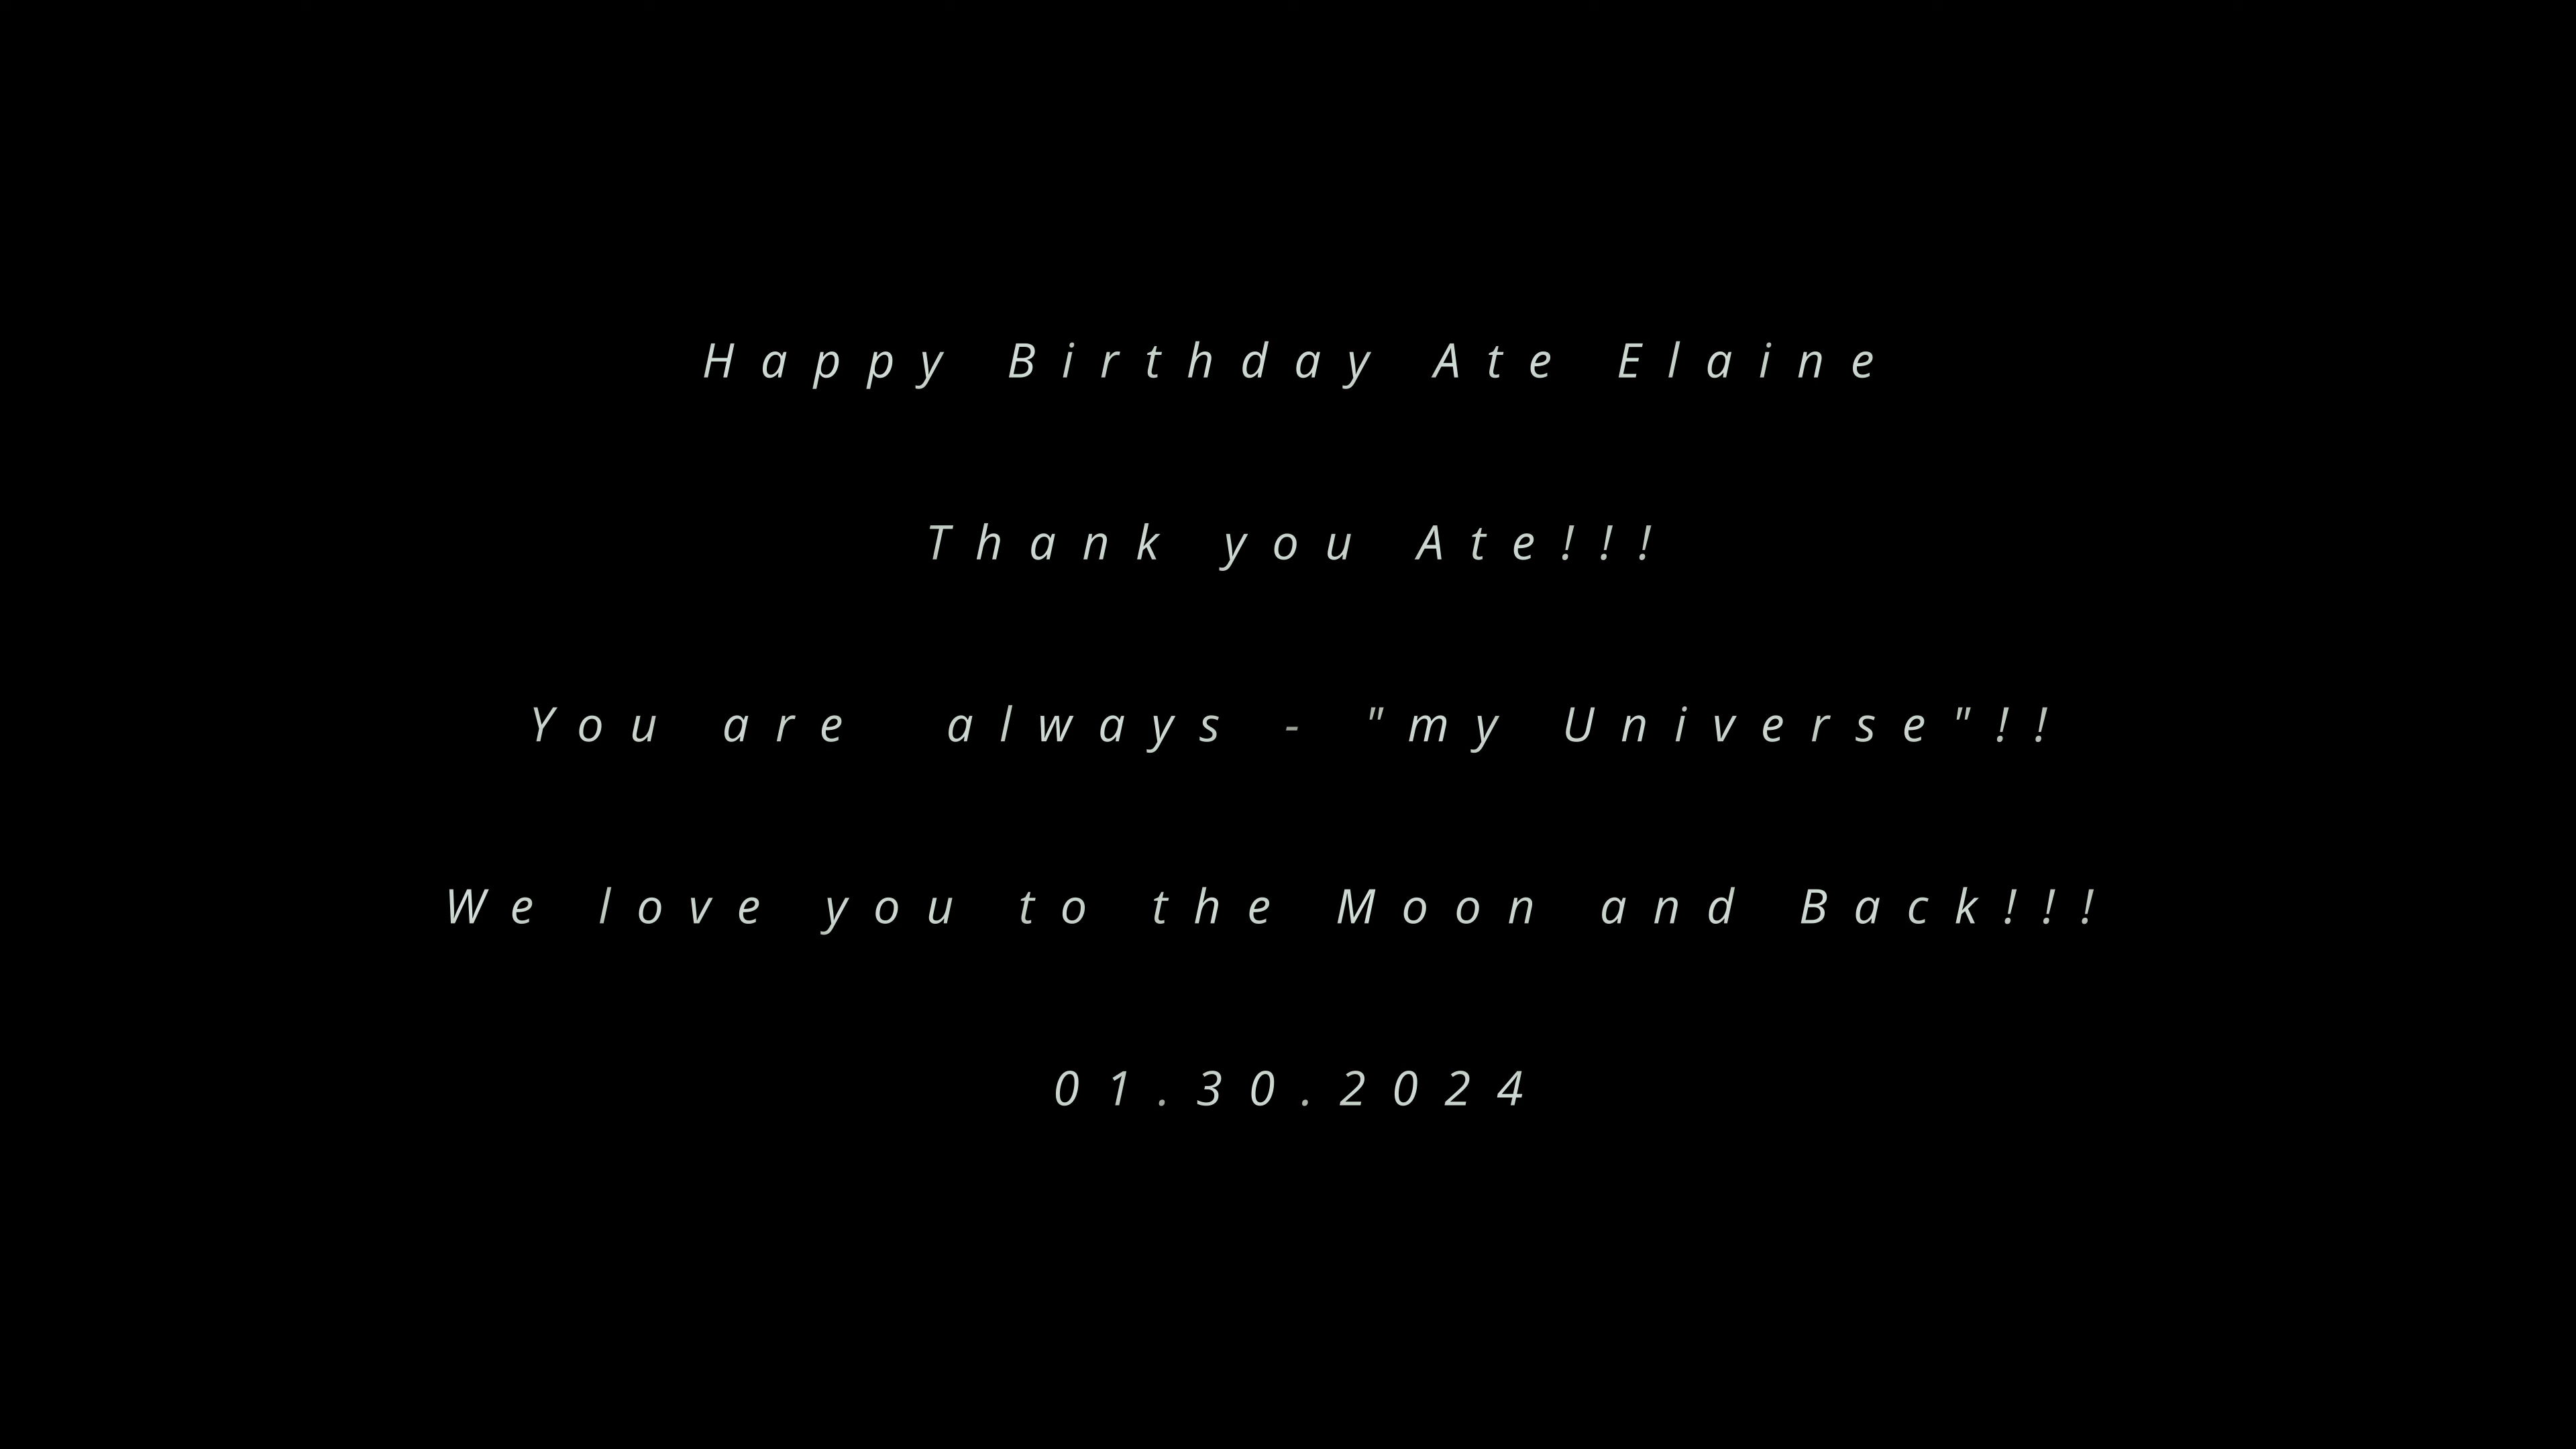 Happy Birthday Ate Elaine
Thank you Ate!!!
You are  always - "my Universe"!!
We love you to the Moon and Back!!!
01.30.2024